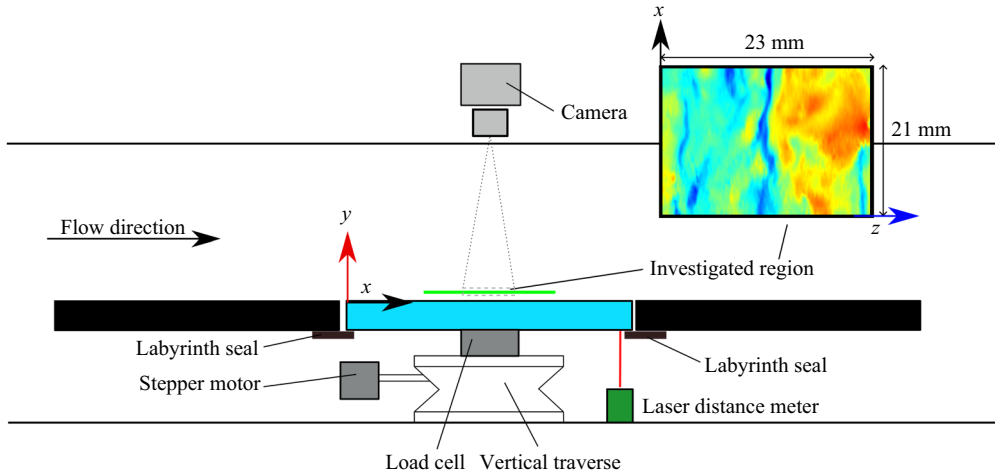 x
23 mm
Camera
21 mm
y
Flow direction
z
Investigated region
x
Labyrinth seal
Labyrinth seal
Stepper motor
Laser distance meter
Load cell
Vertical traverse